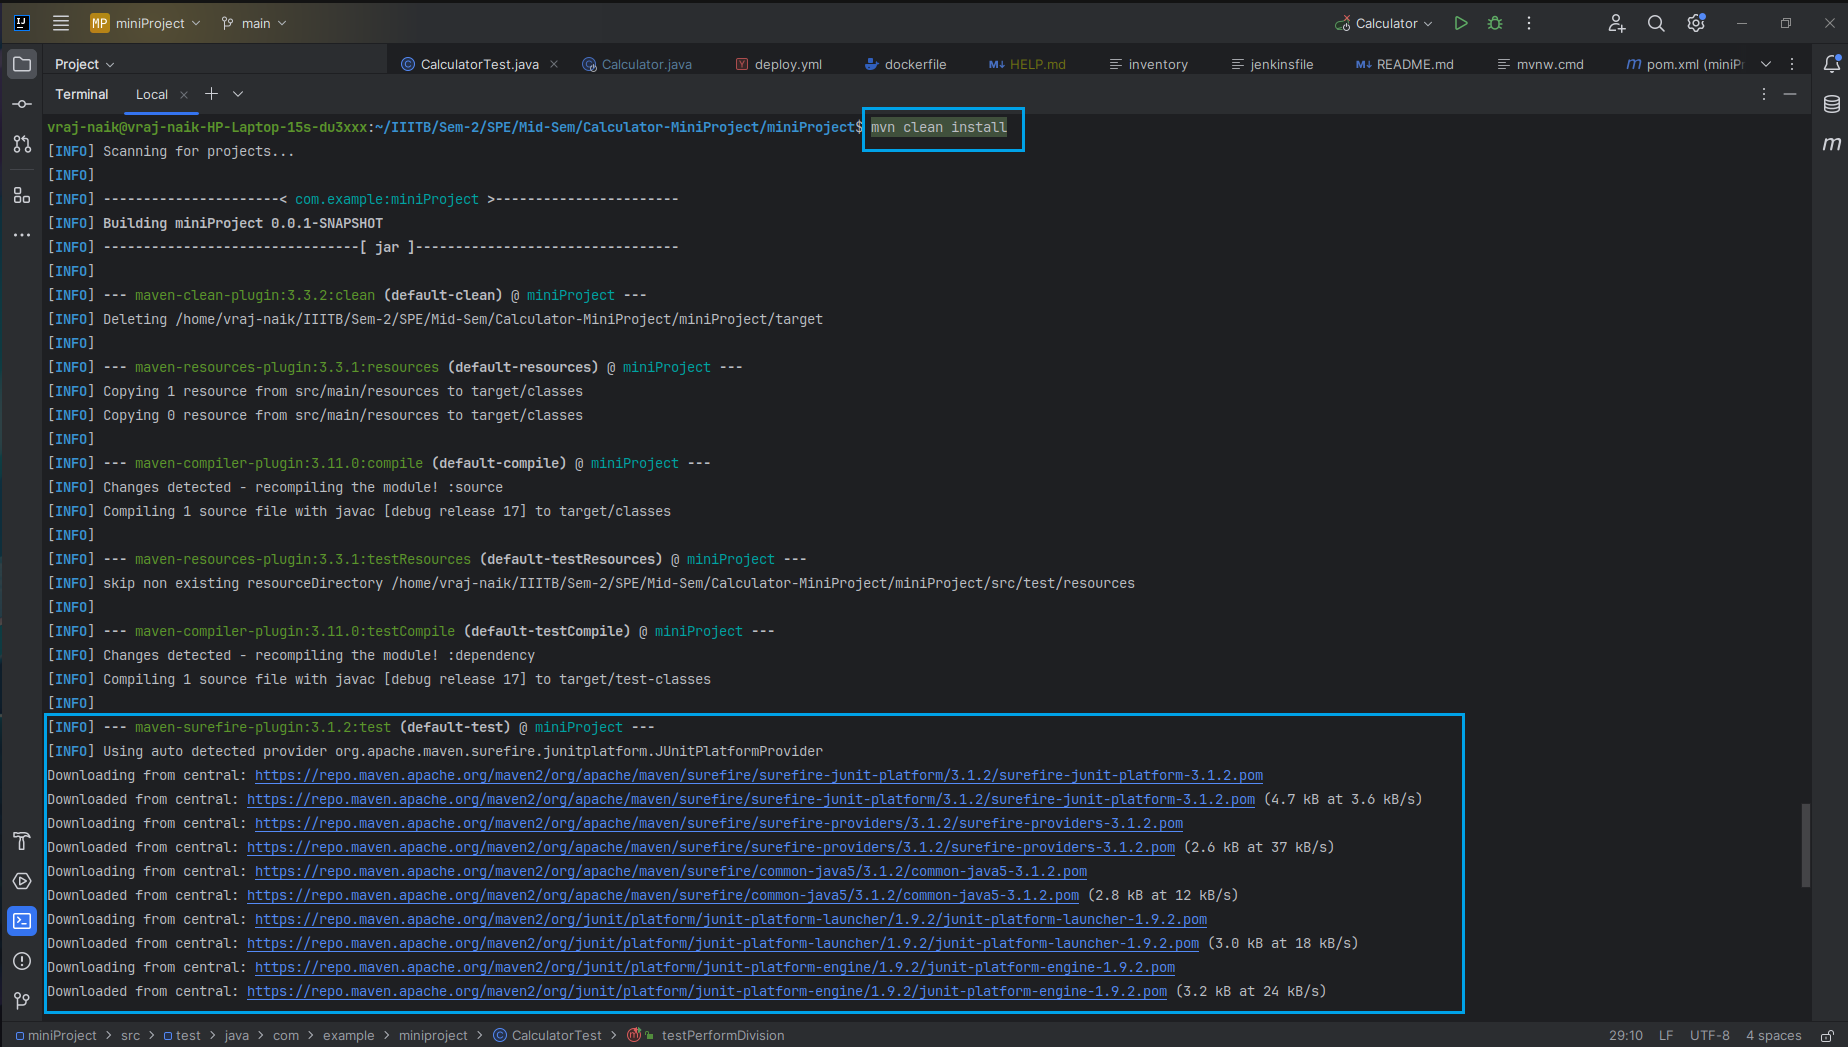 MP miniProject main Calculator
Project CalculatorTest.java Calculator.java deploy.yml dockerfile HELP.md inventory jenkinsfile README.md mvnw.cmd pom.xml (miniPr
Terminal Local
vraj-naik@vraj-naik-HP-Laptop-15s-du3xxx:~/IIITB/Sem-2/SPE/Mid-Sem/Calculator-MiniProject/miniProject$ mvn clean install
[INFO] Scanning for projects...
[INFO]
[INFO] ----------------------< com.example:miniProject >-----------------------
[INFO] Building miniProject 0.0.1-SNAPSHOT
[INFO] --------------------------------[ jar ]---------------------------------
[INFO]
[INFO] --- maven-clean-plugin:3.3.2:clean (default-clean) @ miniProject ---
[INFO] Deleting /home/vraj-naik/IIITB/Sem-2/SPE/Mid-Sem/Calculator-MiniProject/miniProject/target
[INFO]
[INFO] --- maven-resources-plugin:3.3.1:resources (default-resources) @ miniProject ---
[INFO] Copying 1 resource from src/main/resources to target/classes
[INFO] Copying 0 resource from src/main/resources to target/classes
[INFO]
[INFO] --- maven-compiler-plugin:3.11.0:compile (default-compile) @ miniProject ---
[INFO] Changes detected - recompiling the module! :source
[INFO] Compiling 1 source file with javac [debug release 17] to target/classes
[INFO]
[INFO] --- maven-resources-plugin:3.3.1:testResources (default-testResources) @ miniProject ---
[INFO] skip non existing resourceDirectory /home/vraj-naik/IIITB/Sem-2/SPE/Mid-Sem/Calculator-MiniProject/miniProject/src/test/resources
[INFO]
[INFO] --- maven-compiler-plugin:3.11.0:testCompile (default-testCompile) @ miniProject ---
[INFO] Changes detected - recompiling the module! :dependency
[INFO] Compiling 1 source file with javac [debug release 17] to target/test-classes
[INFO]
[INFO] --- maven-surefire-plugin:3.1.2:test (default-test) @ miniProject ---
[INFO] Using auto detected provider org.apache.maven.surefire.junitplatform.JUnitPlatformProvider
Downloading from central: https://repo.maven.apache.org/maven2/org/apache/maven/surefire/surefire-junit-platform/3.1.2/surefire-junit-platform-3.1.2.pom
Downloaded from central: https://repo.maven.apache.org/maven2/org/apache/maven/surefire/surefire-junit-platform/3.1.2/surefire-junit-platform-3.1.2.pom (4.7 kB at 3.6 kB/s)
Downloading from central: https://repo.maven.apache.org/maven2/org/apache/maven/surefire/surefire-providers/3.1.2/surefire-providers-3.1.2.pom
Downloaded from central: https://repo.maven.apache.org/maven2/org/apache/maven/surefire/surefire-providers/3.1.2/surefire-providers-3.1.2.pom (2.6 kB at 37 kB/s)
Downloading from central: https://repo.maven.apache.org/maven2/org/apache/maven/surefire/common-java5/3.1.2/common-java5-3.1.2.pom
Downloaded from central: https://repo.maven.apache.org/maven2/org/apache/maven/surefire/common-java5/3.1.2/common-java5-3.1.2.pom (2.8 kB at 12 kB/s)
Downloading from central: https://repo.maven.apache.org/maven2/org/junit/platform/junit-platform-launcher/1.9.2/junit-platform-launcher-1.9.2.pom
Downloaded from central: https://repo.maven.apache.org/maven2/org/junit/platform/junit-platform-launcher/1.9.2/junit-platform-launcher-1.9.2.pom (3.0 kB at 18 kB/s)
Downloading from central: https://repo.maven.apache.org/maven2/org/junit/platform/junit-platform-engine/1.9.2/junit-platform-engine-1.9.2.pom
Downloaded from central: https://repo.maven.apache.org/maven2/org/junit/platform/junit-platform-engine/1.9.2/junit-platform-engine-1.9.2.pom (3.2 kB at 24 kB/s)
miniProject > src > test > java > com > example > miniproject > CalculatorTest > testPerformDivision 29:10 LF UTF-8 4 spaces